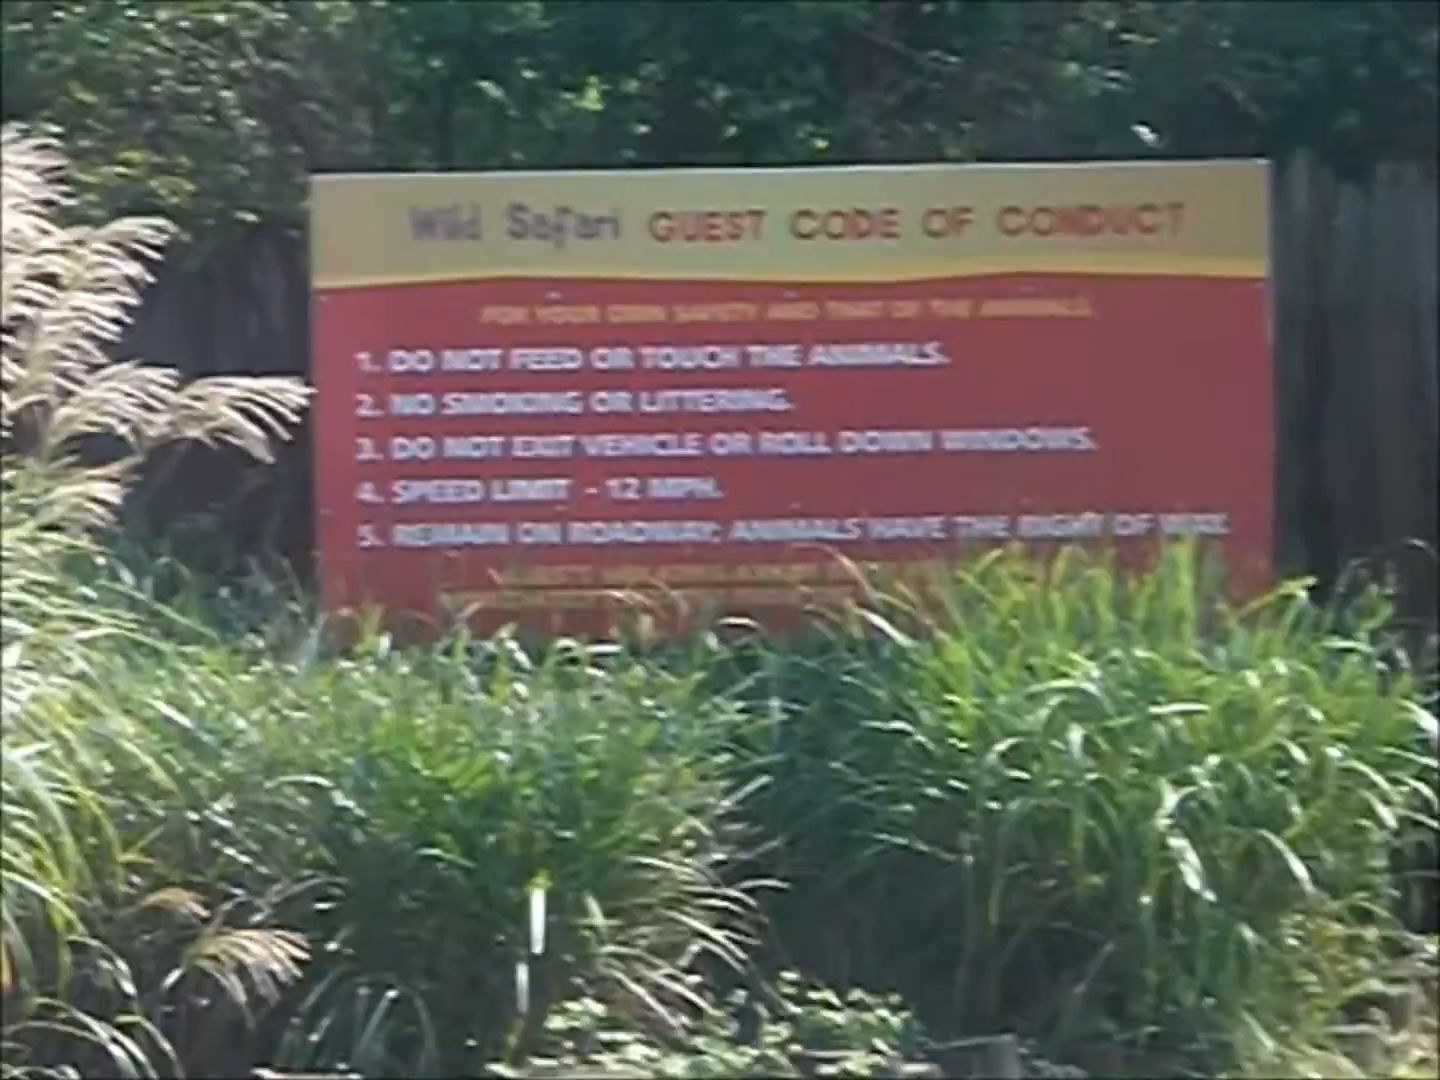 Wild Safari GUEST CODE OF CONDUCT
FOR YOUR OWN SAFETY AND THAT OF THE ANIMALS,
1. DO NOT FEED OR TOUCH THE ANIMALS.
2. NO SMOKING OR LITTERING.
3. DO NOT EXIT VEHICLE OR ROLL DOWN WINDOWS.
4. SPEED LIMIT - 12 MPH.
5. REMAIN ON ROADWAY; ANIMALS HAVE THE RIGHT OF WAY.